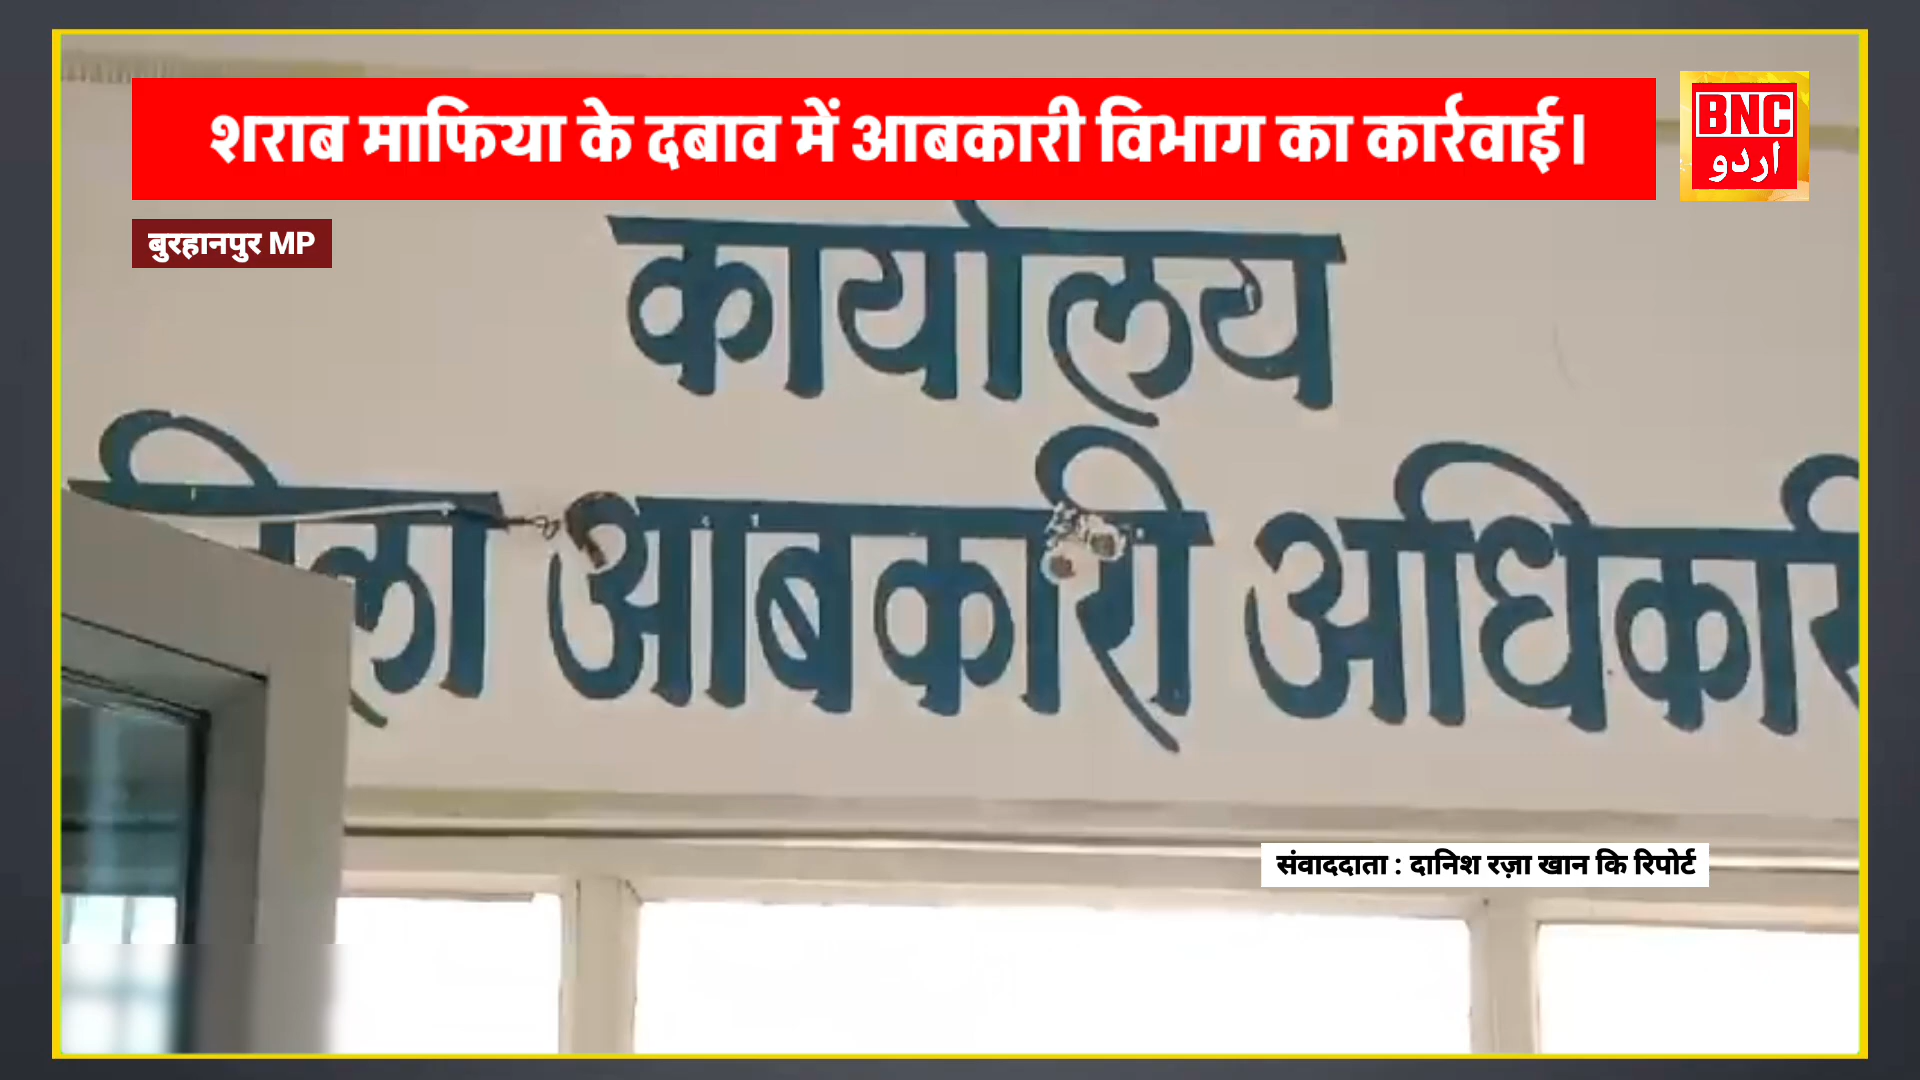 शराब माफिया के दबाव में आबकारी विभाग का कार्रवाई।
BNC
اردو
बुरहानपुर MP
कार्यालय
आबकारी
संवाददाता : दानिश रज़ा खान कि रिपोर्ट